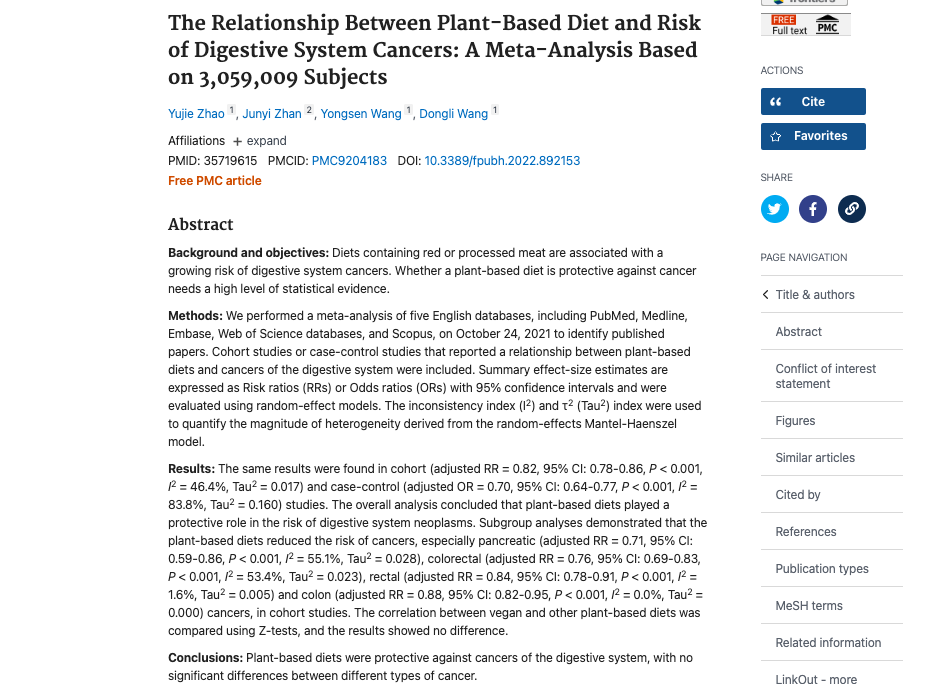 The Relationship Between Plant-Based Diet and Risk
of Digestive System Cancers: A Meta-Analysis Based
on 3,059,009 Subjects
Yujie Zhao 1, Junyi Zhan 2, Yongsen Wang 1, Dongli Wang 1
Affiliations + expand
PMID: 35719615 PMCID: PMC9204183 DOI: 10.3389/fpubh.2022.892153
Free PMC article
Abstract
Background and objectives: Diets containing red or processed meat are associated with a
growing risk of digestive system cancers. Whether a plant-based diet is protective against cancer
needs a high level of statistical evidence.
Methods: We performed a meta-analysis of five English databases, including PubMed, Medline,
Embase, Web of Science databases, and Scopus, on October 24, 2021 to identify published
papers. Cohort studies or case-control studies that reported a relationship between plant-based
diets and cancers of the digestive system were included. Summary effect-size estimates are
expressed as Risk ratios (RRs) or Odds ratios (ORs) with 95% confidence intervals and were
evaluated using random-effect models. The inconsistency index (I²) and τ² (Tau²) index were used
to quantify the magnitude of heterogeneity derived from the random-effects Mantel-Haenszel
model.
Results: The same results were found in cohort (adjusted RR = 0.82, 95% CI: 0.78-0.86, P < 0.001,
I² = 46.4%, Tau² = 0.017) and case-control (adjusted OR = 0.70, 95% CI: 0.64-0.77, P < 0.001, I² =
83.8%, Tau² = 0.160) studies. The overall analysis concluded that plant-based diets played a
protective role in the risk of digestive system neoplasms. Subgroup analyses demonstrated that the
plant-based diets reduced the risk of cancers, especially pancreatic (adjusted RR = 0.71, 95% CI:
0.59-0.86, P < 0.001, I² = 55.1%, Tau² = 0.028), colorectal (adjusted RR = 0.76, 95% CI: 0.69-0.83,
P < 0.001, I² = 53.4%, Tau² = 0.023), rectal (adjusted RR = 0.84, 95% CI: 0.78-0.91, P < 0.001, I² =
1.6%, Tau² = 0.005) and colon (adjusted RR = 0.88, 95% CI: 0.82-0.95, P < 0.001, I² = 0.0%, Tau² =
0.000) cancers, in cohort studies. The correlation between vegan and other plant-based diets was
compared using Z-tests, and the results showed no difference.
Conclusions: Plant-based diets were protective against cancers of the digestive system, with no
significant differences between different types of cancer.
FREE
Full text PMC
ACTIONS
Cite
Favorites
SHARE
PAGE NAVIGATION
Title & authors
Abstract
Conflict of interest
statement
Figures
Similar articles
Cited by
References
Publication types
MeSH terms
Related information
LinkOut - more